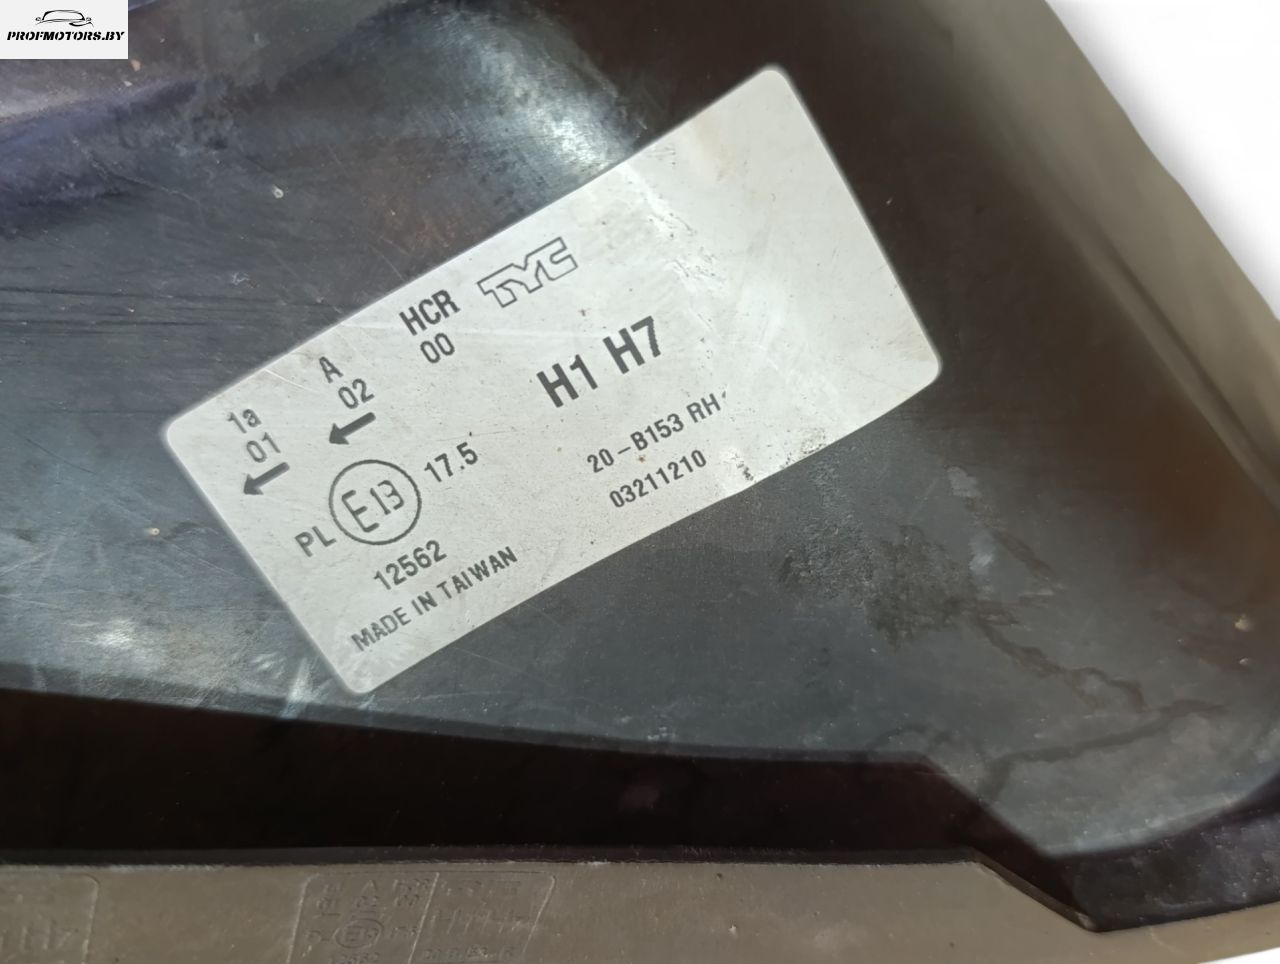 PROFMOTORS.BY
TYC
HCR
00
A
02
1a
01
H1 H7
17.5
PL E13
20-B153 RH
12562
03211210
MADE IN TAIWAN